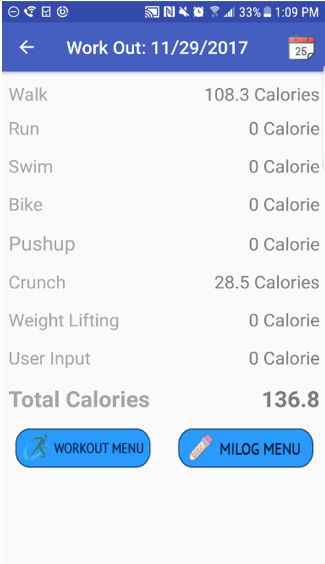 33% 1:09 PM
Work Out: 11/29/2017 25
Walk 108.3 Calories
Run 0 Calorie
Swim 0 Calorie
Bike 0 Calorie
Pushup 0 Calorie
Crunch 28.5 Calories
Weight Lifting 0 Calorie
User Input 0 Calorie
Total Calories 136.8
WORKOUT MENU MILOG MENU